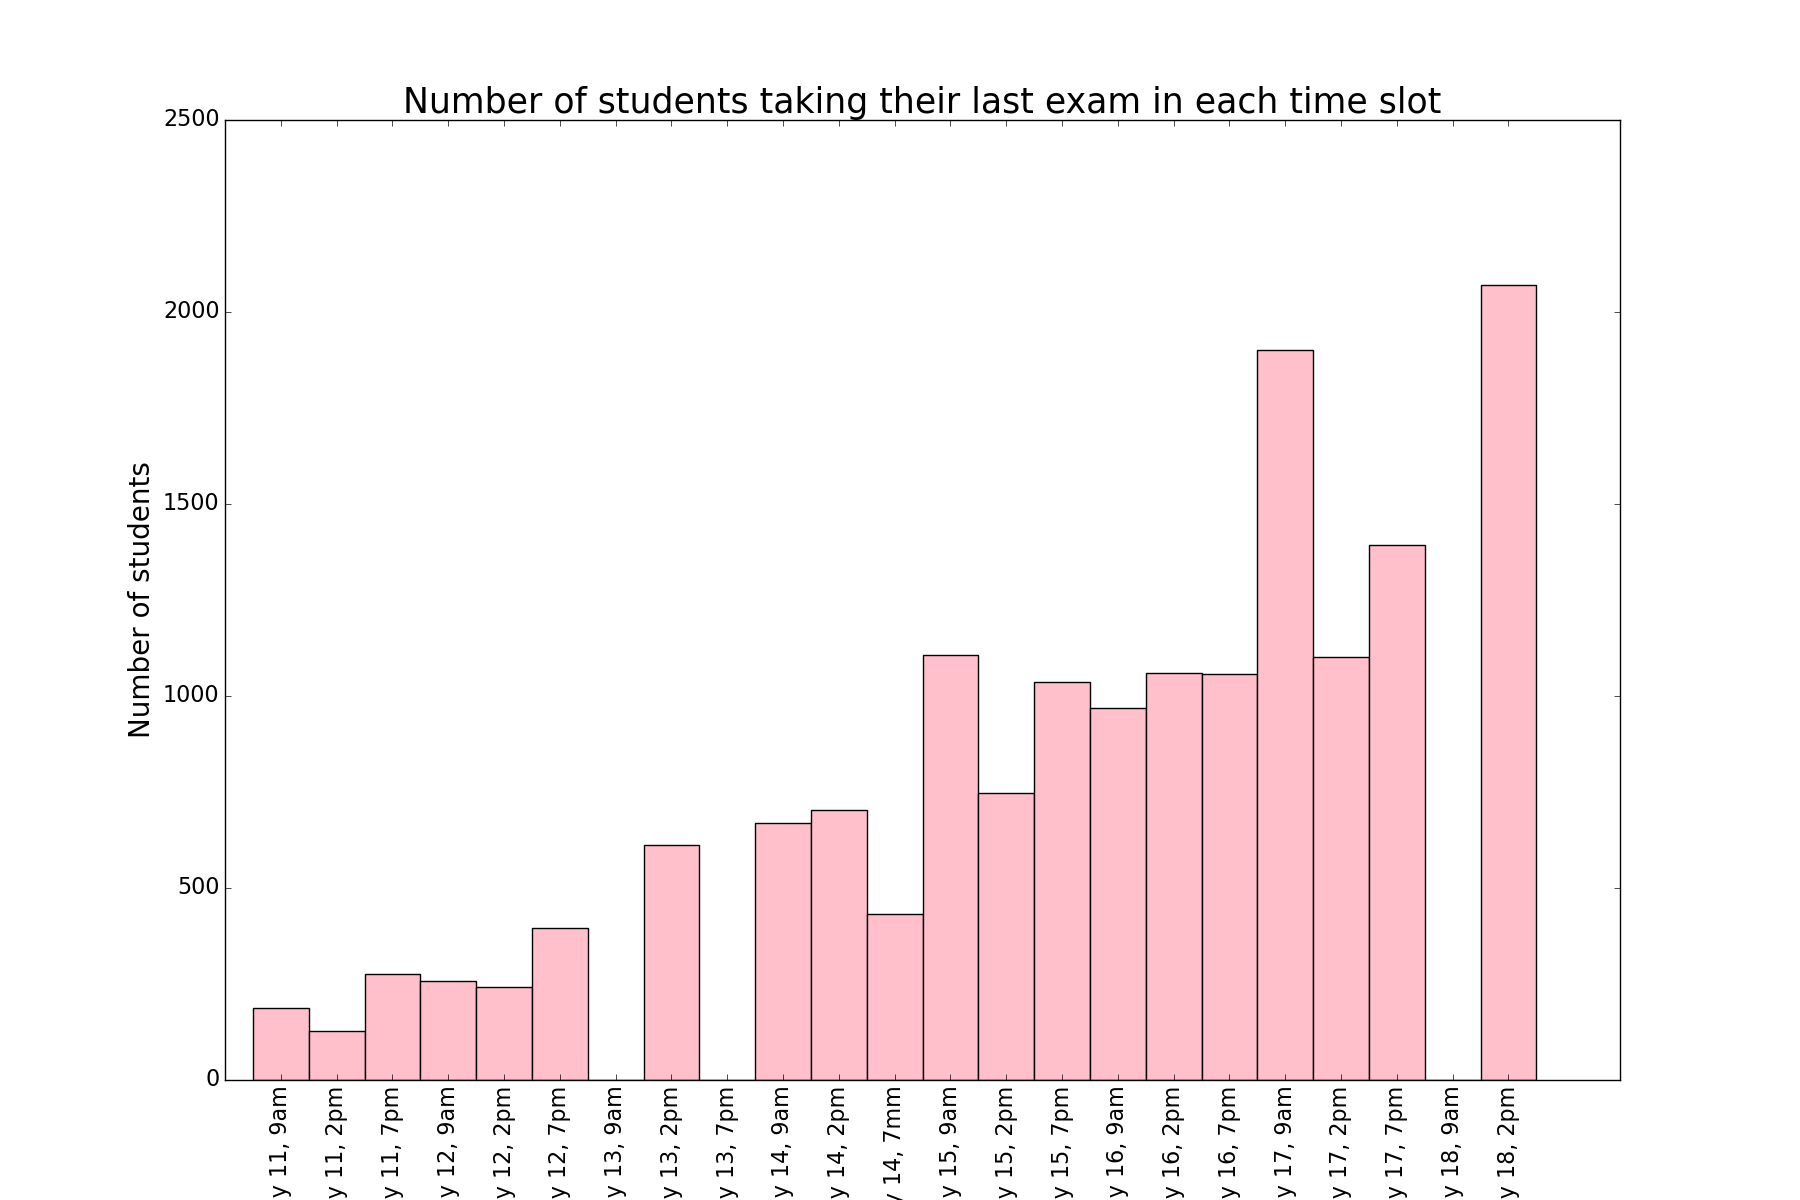 Number of students taking their last exam in each time slot
2500
2000
1500
1000
500
0
Number of students
y 11, 9am
y 11, 2pm
y 11, 7pm
y 12, 9am
y 12, 2pm
y 12, 7pm
y 13, 9am
y 13, 2pm
y 13, 7pm
y 14, 9am
y 14, 2pm
y 14, 7mm
y 15, 9am
y 15, 2pm
y 15, 7pm
y 16, 9am
y 16, 2pm
y 16, 7pm
y 17, 9am
y 17, 2pm
y 17, 7pm
y 18, 9am
y 18, 2pm